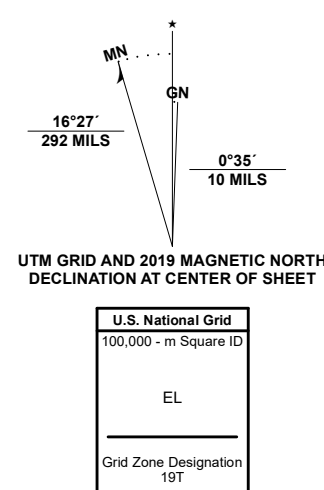 MN
GN
16°27´
292 MILS
0°35´
10 MILS
UTM GRID AND 2019 MAGNETIC NORTH
DECLINATION AT CENTER OF SHEET
U.S. National Grid
100,000 - m Square ID
EL
Grid Zone Designation
19T